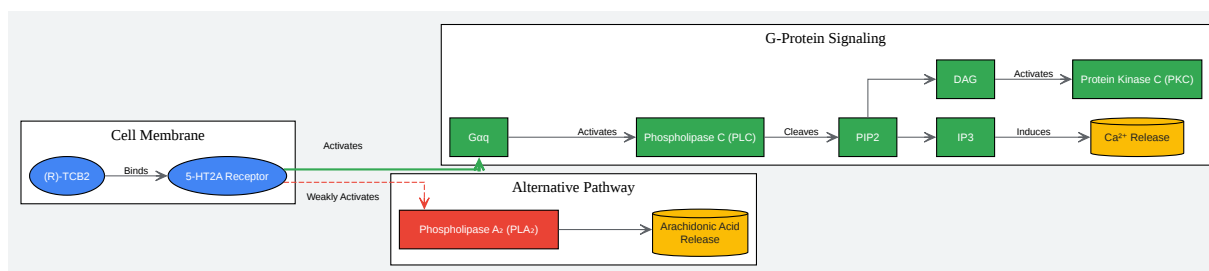 G-Protein Signaling
DAG
Activates
Protein Kinase C (PKC)
Cell Membrane
Activates
Gαq
Activates
Phospholipase C (PLC)
Cleaves
PIP2
IP3
Induces
Ca²⁺ Release
(R)-TCB2
Binds
5-HT2A Receptor
Weakly Activates
Alternative Pathway
Phospholipase A₂ (PLA₂)
Arachidonic Acid
Release